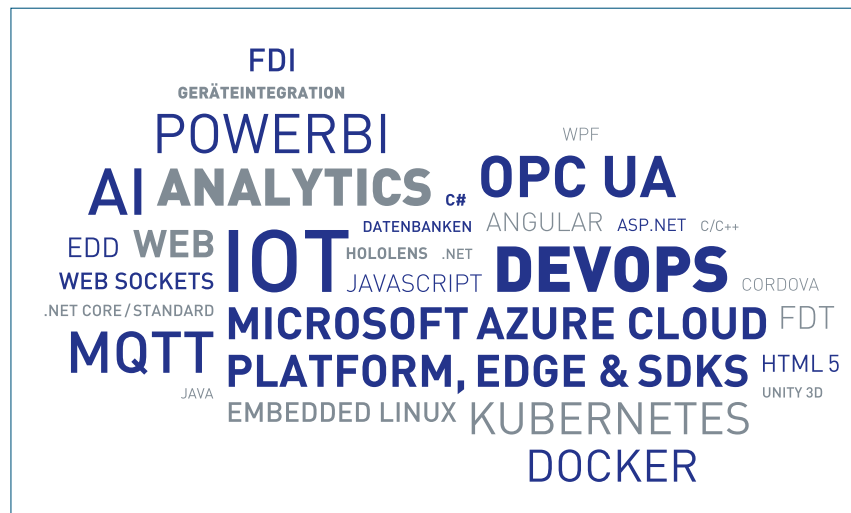 FDI
GERÄTEINTEGRATION
POWERBI
WPF
AI ANALYTICS C# OPC UA
DATENBANKEN ANGULAR ASP.NET C/C++
EDD WEB IOT HOLOLENS .NET DEVOPS
WEB SOCKETS JAVASCRIPT CORDOVA
.NET CORE / STANDARD
MICROSOFT AZURE CLOUD FDT
MQTT PLATFORM, EDGE & SDKS HTML 5
JAVA UNITY 3D
EMBEDDED LINUX KUBERNETES
DOCKER